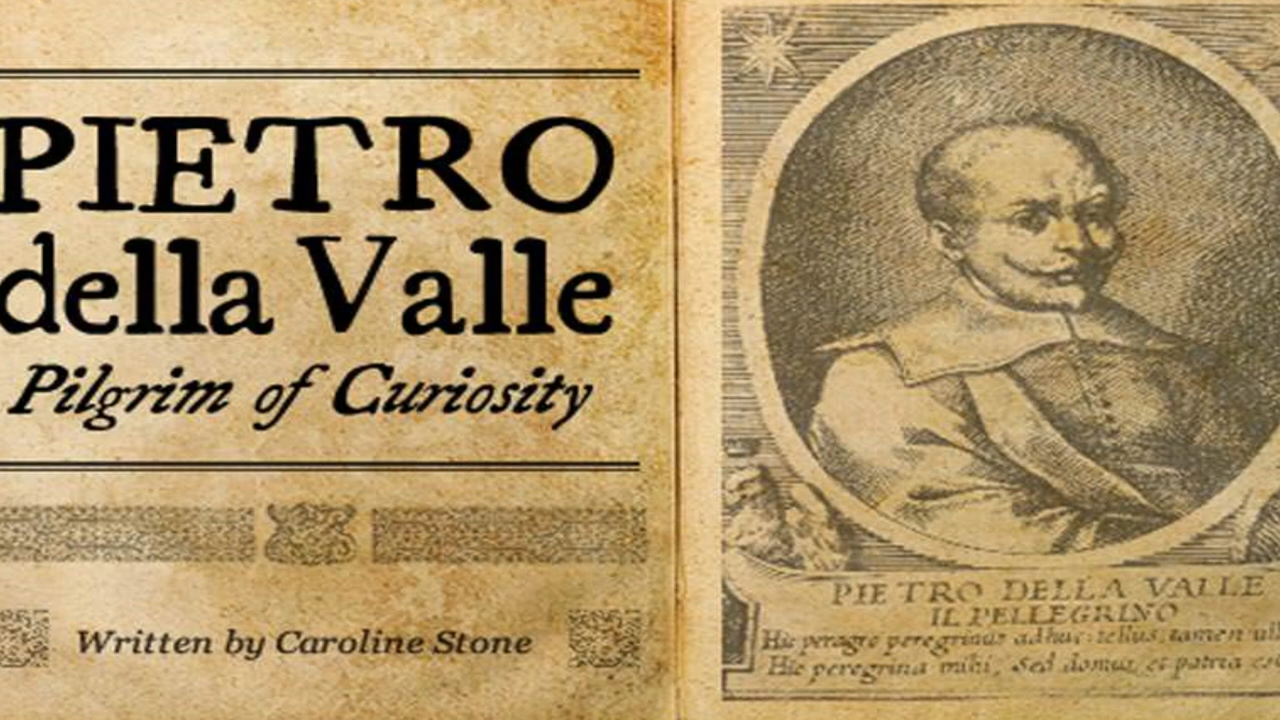 PIETRO
della Valle
Pilgrim of Curiosity
Written by Caroline Stone
PIETRO DELLA VALLE
IL PELLEGRINO
Hic peragro peregrinus adhuc tellus, tamen
Hic peregrina mihi, Sed domus, et patria